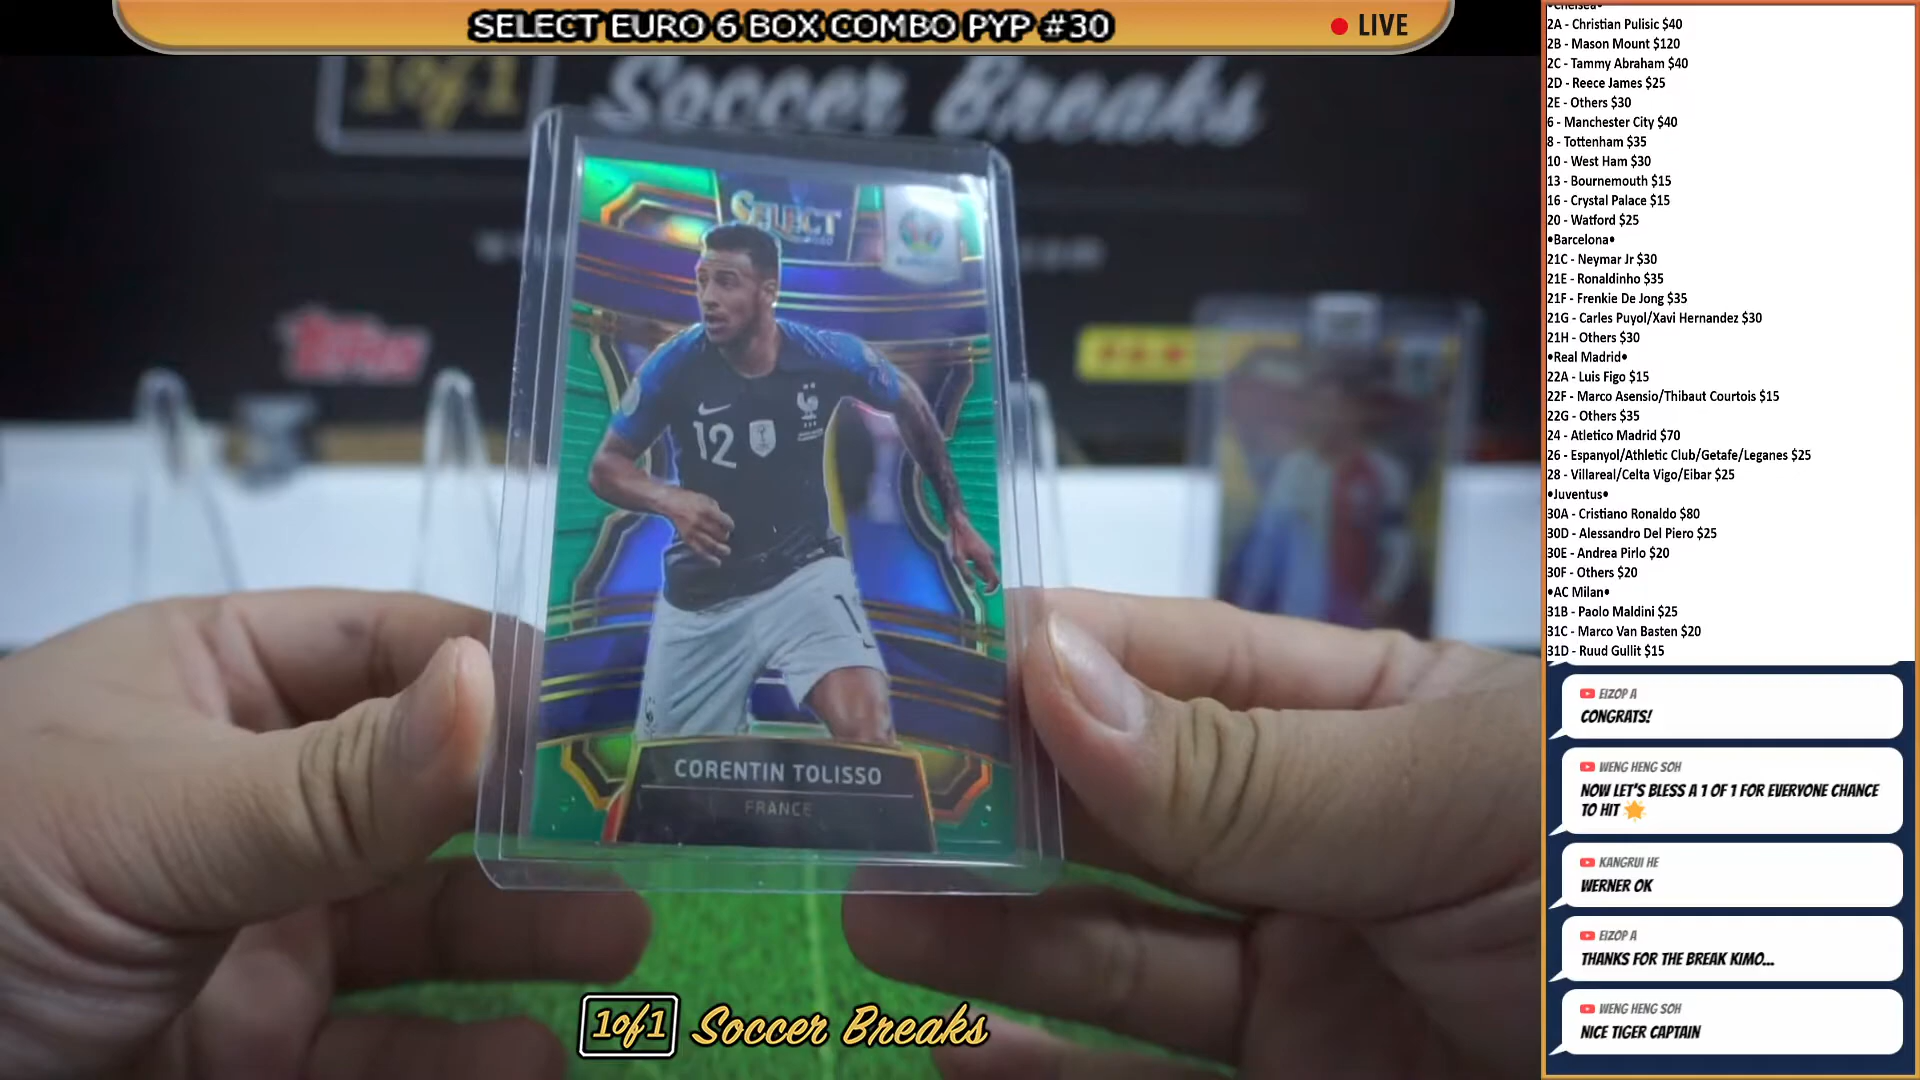 SELECT EURO 6 BOX COMBO PYP #30
LIVE
1of1
Soccer Breaks
Topps
PANINI
SELECT
2020
12
CORENTIN TOLISSO
FRANCE
1of1 Soccer Breaks
•Chelsea•
2A - Christian Pulisic $40
2B - Mason Mount $120
2C - Tammy Abraham $40
2D - Reece James $25
2E - Others $30
6 - Manchester City $40
8 - Tottenham $35
10 - West Ham $30
13 - Bournemouth $15
16 - Crystal Palace $15
20 - Watford $25
•Barcelona•
21C - Neymar Jr $30
21E - Ronaldinho $35
21F - Frenkie De Jong $35
21G - Carles Puyol/Xavi Hernandez $30
21H - Others $30
•Real Madrid•
22A - Luis Figo $15
22F - Marco Asensio/Thibaut Courtois $15
22G - Others $35
24 - Atletico Madrid $70
26 - Espanyol/Athletic Club/Getafe/Leganes $25
28 - Villareal/Celta Vigo/Eibar $25
•Juventus•
30A - Cristiano Ronaldo $80
30D - Alessandro Del Piero $25
30E - Andrea Pirlo $20
30F - Others $20
•AC Milan•
31B - Paolo Maldini $25
31C - Marco Van Basten $20
31D - Ruud Gullit $15
EIZOP A
CONGRATS!
WENG HENG SOH
NOW LET'S BLESS A 1 OF 1 FOR EVERYONE CHANCE
TO HIT
KANGRUI HE
WERNER OK
EIZOP A
THANKS FOR THE BREAK KIMO...
WENG HENG SOH
NICE TIGER CAPTAIN